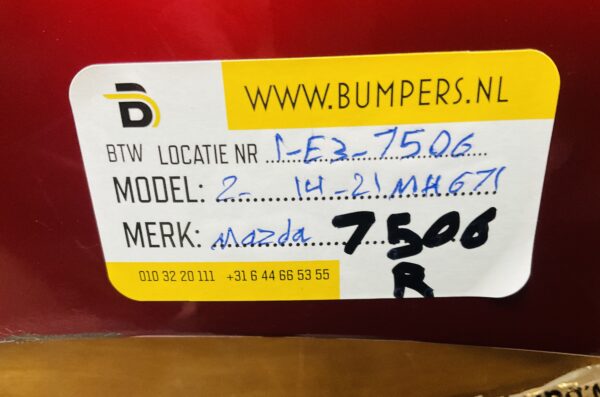 B
WWW.BUMPERS.NL
BTW LOCATIE NR 1-E3-7506
MODEL: 2- 14-21 MH671
MERK: Mazda 7506
R
010 32 20 111 +31 6 44 66 53 55